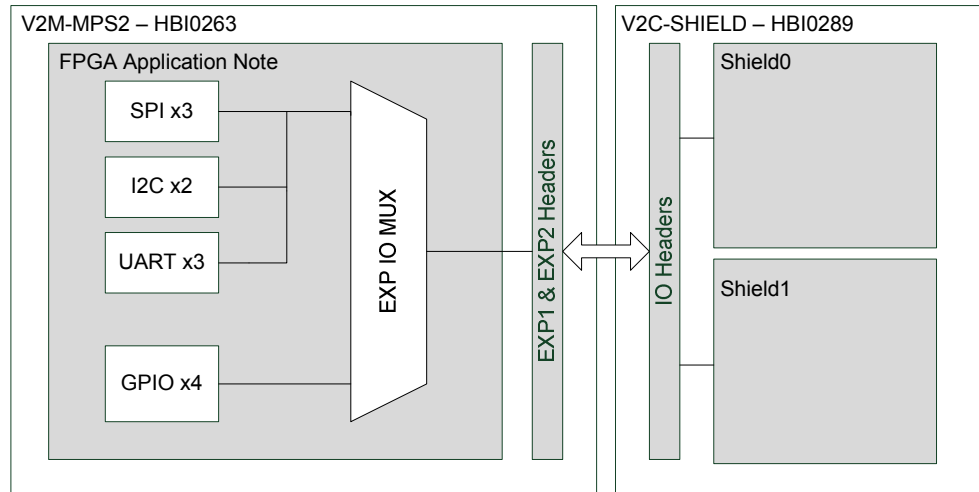 V2M-MPS2 – HBI0263
V2C-SHIELD – HBI0289
FPGA Application Note
SPI x3
I2C x2
UART x3
GPIO x4
EXP IO MUX
EXP1 & EXP2 Headers
IO Headers
Shield0
Shield1